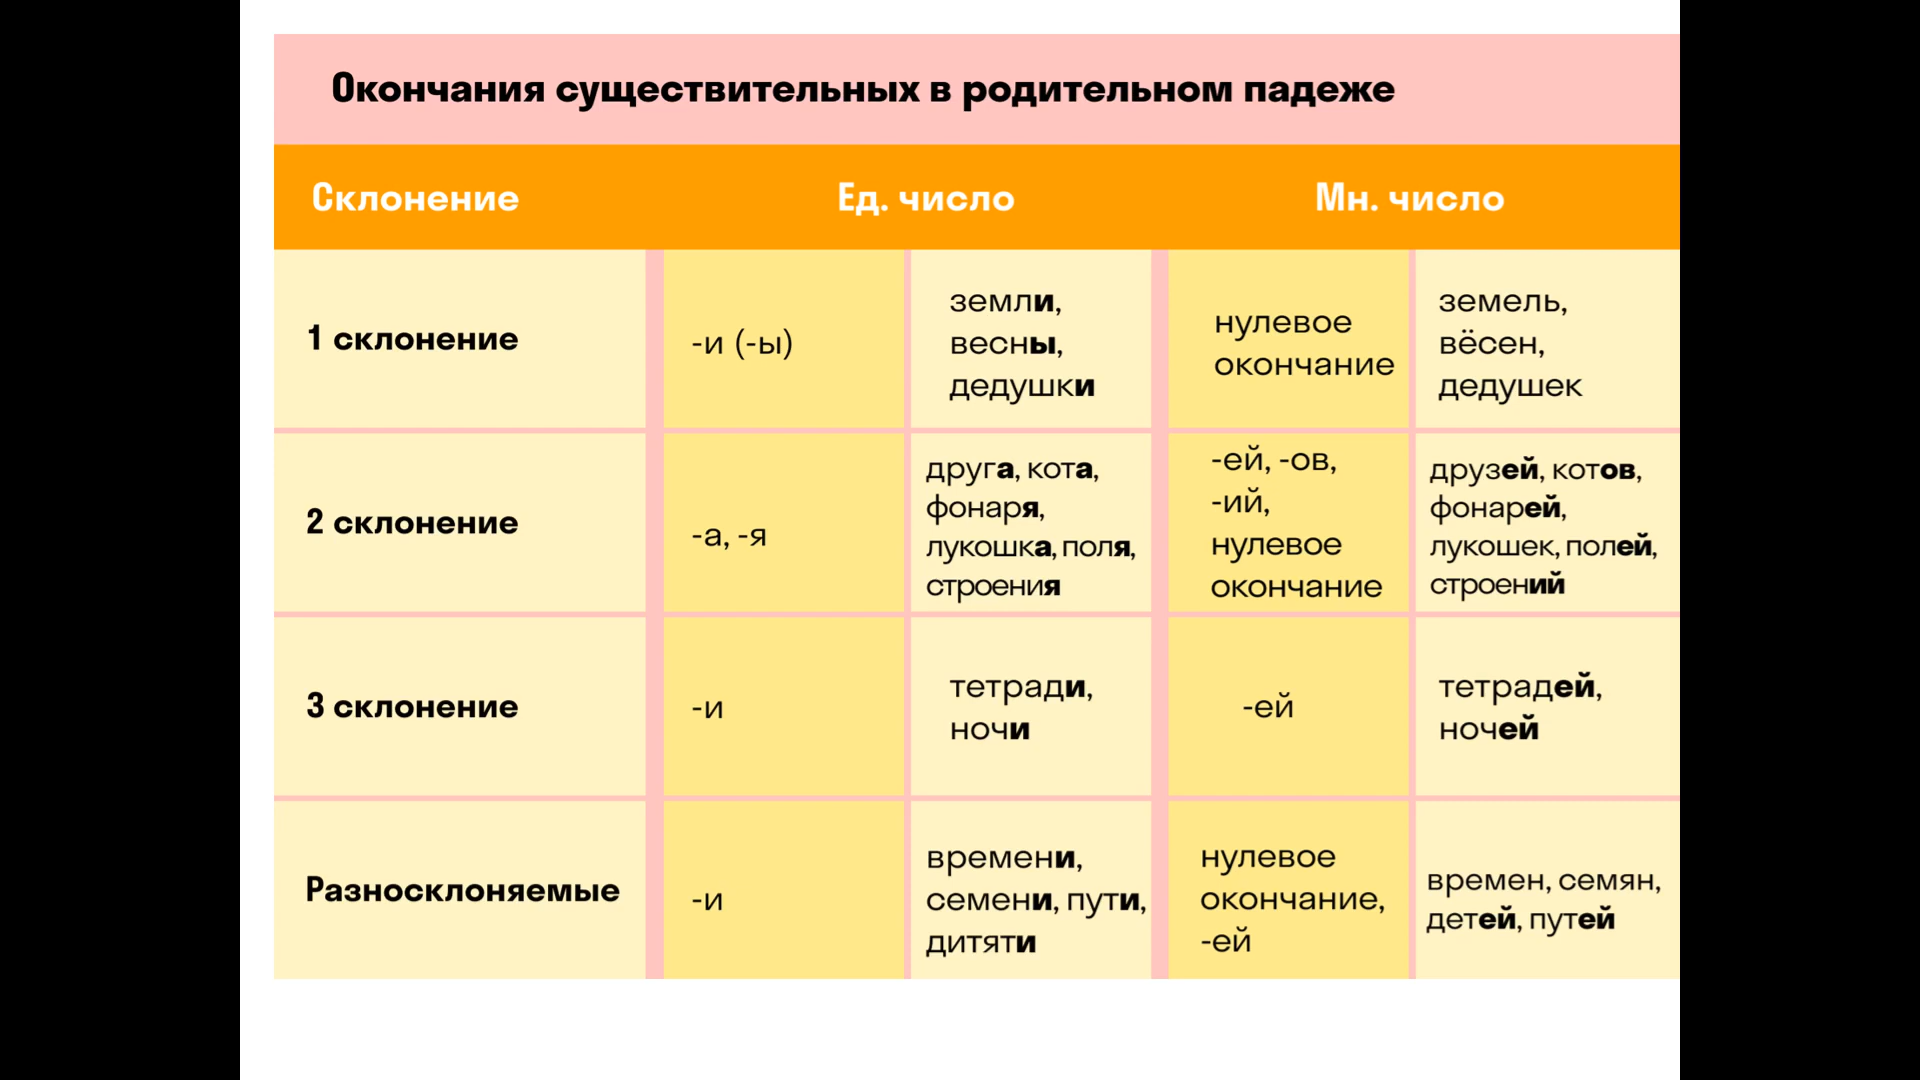 Окончания существительных в родительном падеже
Склонение
Ед. число
Мн. число
1 склонение
-и (-ы)
земли,
весны,
дедушки
нулевое
окончание
земель,
вёсен,
дедушек
2 склонение
-а, -я
друга, кота,
фонаря,
лукошка, поля,
строения
-ей, -ов,
-ий,
нулевое
окончание
друзей, котов,
фонарей,
лукошек, полей,
строений
3 склонение
-и
тетради,
ночи
-ей
тетрадей,
ночей
Разносклоняемые
-и
времени,
семени, пути,
дитяти
нулевое
окончание,
-ей
времен, семян,
детей, путей